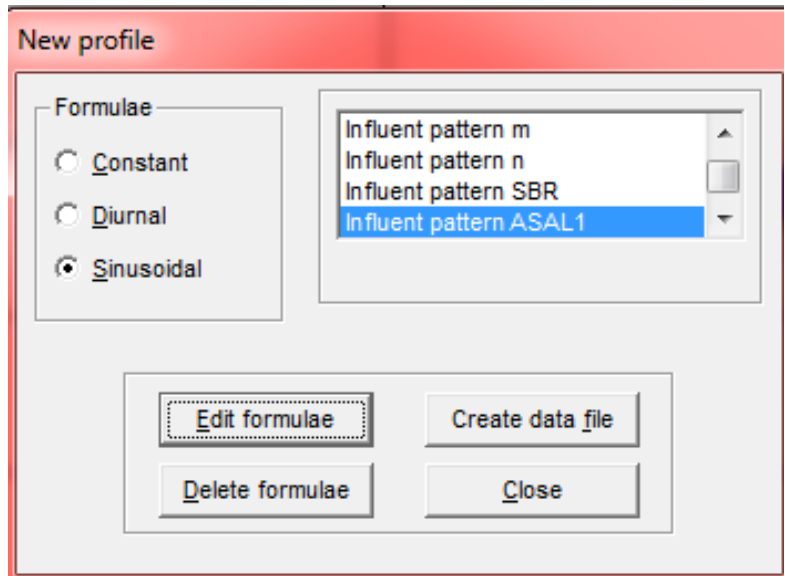 New profile
Formulae
Constant
Diurnal
Sinusoidal
Influent pattern m
Influent pattern n
Influent pattern SBR
Influent pattern ASAL1
Edit formulae
Create data file
Delete formulae
Close